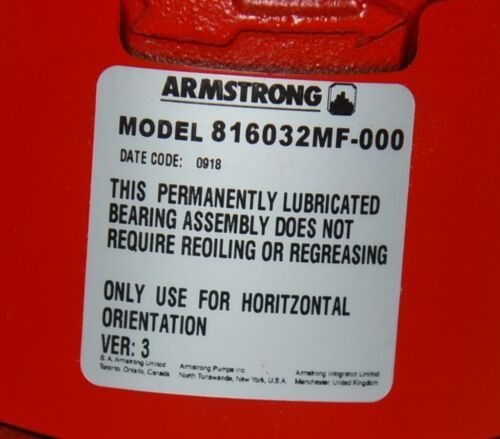 ARMSTRONG
MODEL 816032MF-000
DATE CODE: 0918
THIS PERMANENTLY LUBRICATED
BEARING ASSEMBLY DOES NOT
REQUIRE REOILING OR REGREASING
ONLY USE FOR HORITZONTAL
ORIENTATION
VER: 3
S. A. Armstrong Limited Armstrong Pumps Inc. Armstrong Integrated Limited
Toronto, Ontario, Canada North Tonawanda, New York, U.S.A. Manchester, United Kingdom